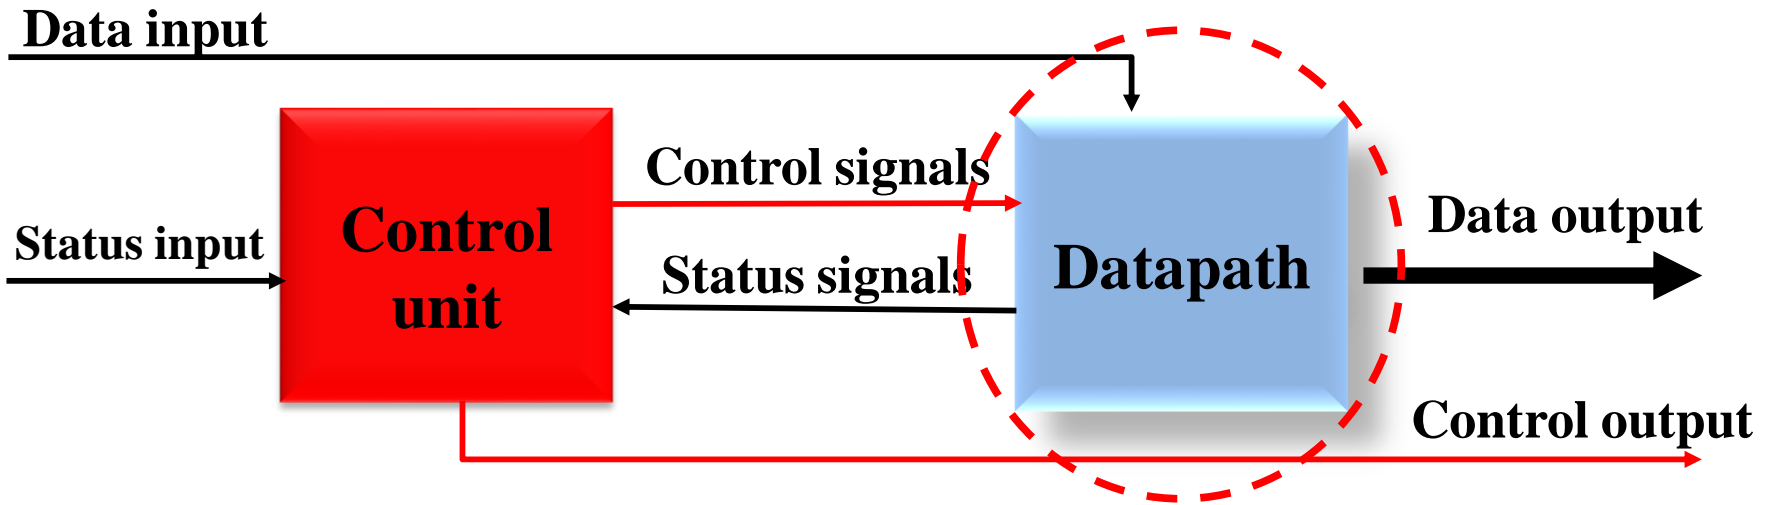 Data input
Control signals
Data output
Status input
Control
unit
Status signals
Datapath
Control output